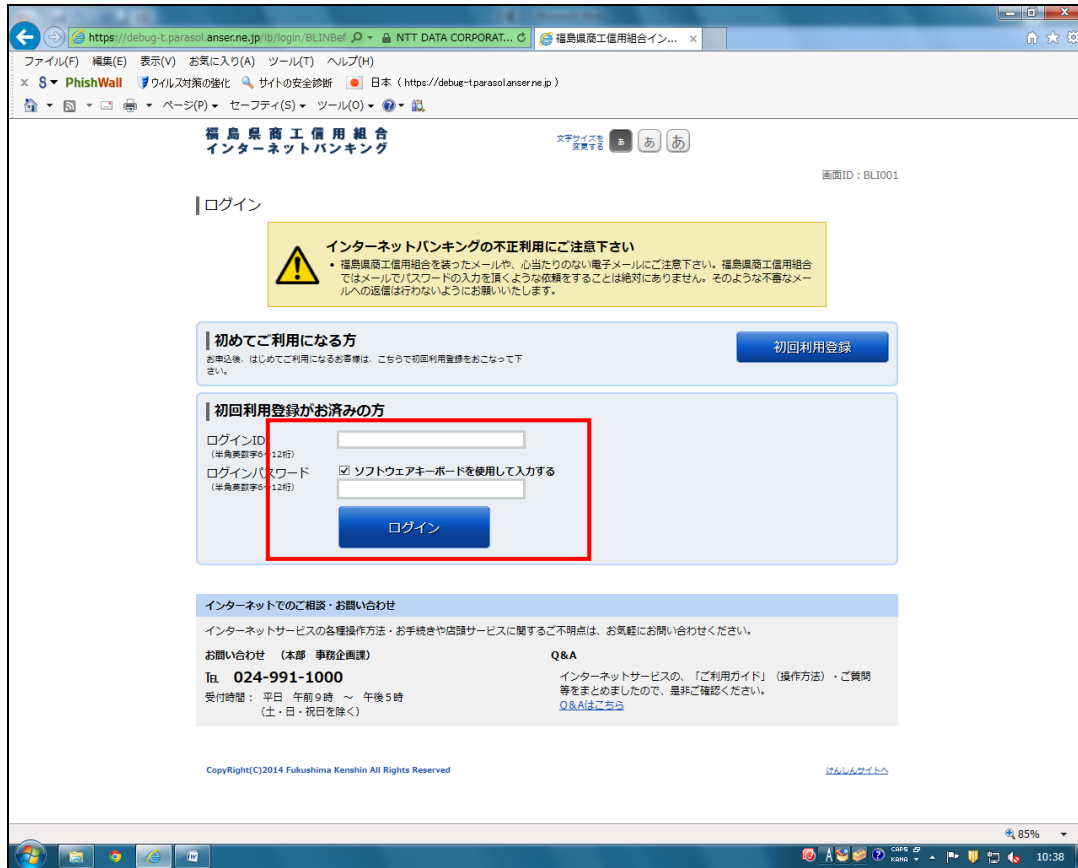 https://debug-t.parasol.anser.ne.jp/ib/login/BLINBef
NTT DATA CORPORAT...
福島県商工信用組合イン...
ファイル(F) 編集(E) 表示(V) お気に入り(A) ツール(T) ヘルプ(H)
x S PhishWall ウイルス対策の強化 サイトの安全診断 日本 ( https://debug-t.parasol.anser.ne.jp )
ページ(P) セーフティ(S) ツール(O)
福島県商工信用組合
インターネットバンキング
文字サイズを
変更する
あ あ あ
画面ID：BLI001
ログイン
インターネットバンキングの不正利用にご注意下さい
• 福島県商工信用組合を装ったメールや、心当たりのない電子メールにご注意下さい。福島県商工信用組合
ではメールでパスワードの入力を頂くような依頼をすることは絶対にありません。そのような不審なメー
ルへの返信は行わないようにお願いいたします。
初めてご利用になる方
お申込後、はじめてご利用になるお客様は、こちらで初回利用登録をおこなって下
さい。
初回利用登録
初回利用登録がお済みの方
ログインID
（半角英数字6～12桁）
ログインパスワード
（半角英数字6～12桁）
ソフトウェアキーボードを使用して入力する
ログイン
インターネットでのご相談・お問い合わせ
インターネットサービスの各種操作方法・お手続きや店頭サービスに関するご不明点は、お気軽にお問い合わせください。
お問い合わせ （本部 事務企画課）
℡ 024-991-1000
受付時間： 平日 午前９時 ～ 午後５時
（土・日・祝日を除く）
Q&A
インターネットサービスの、「ご利用ガイド」（操作方法）・ご質問
等をまとめましたので、是非ご確認ください。
Q&Aはこちら
CopyRight(C)2014 Fukushima Kenshin All Rights Reserved
けんしんサイトへ
85%
A CAPS KANA
10:38